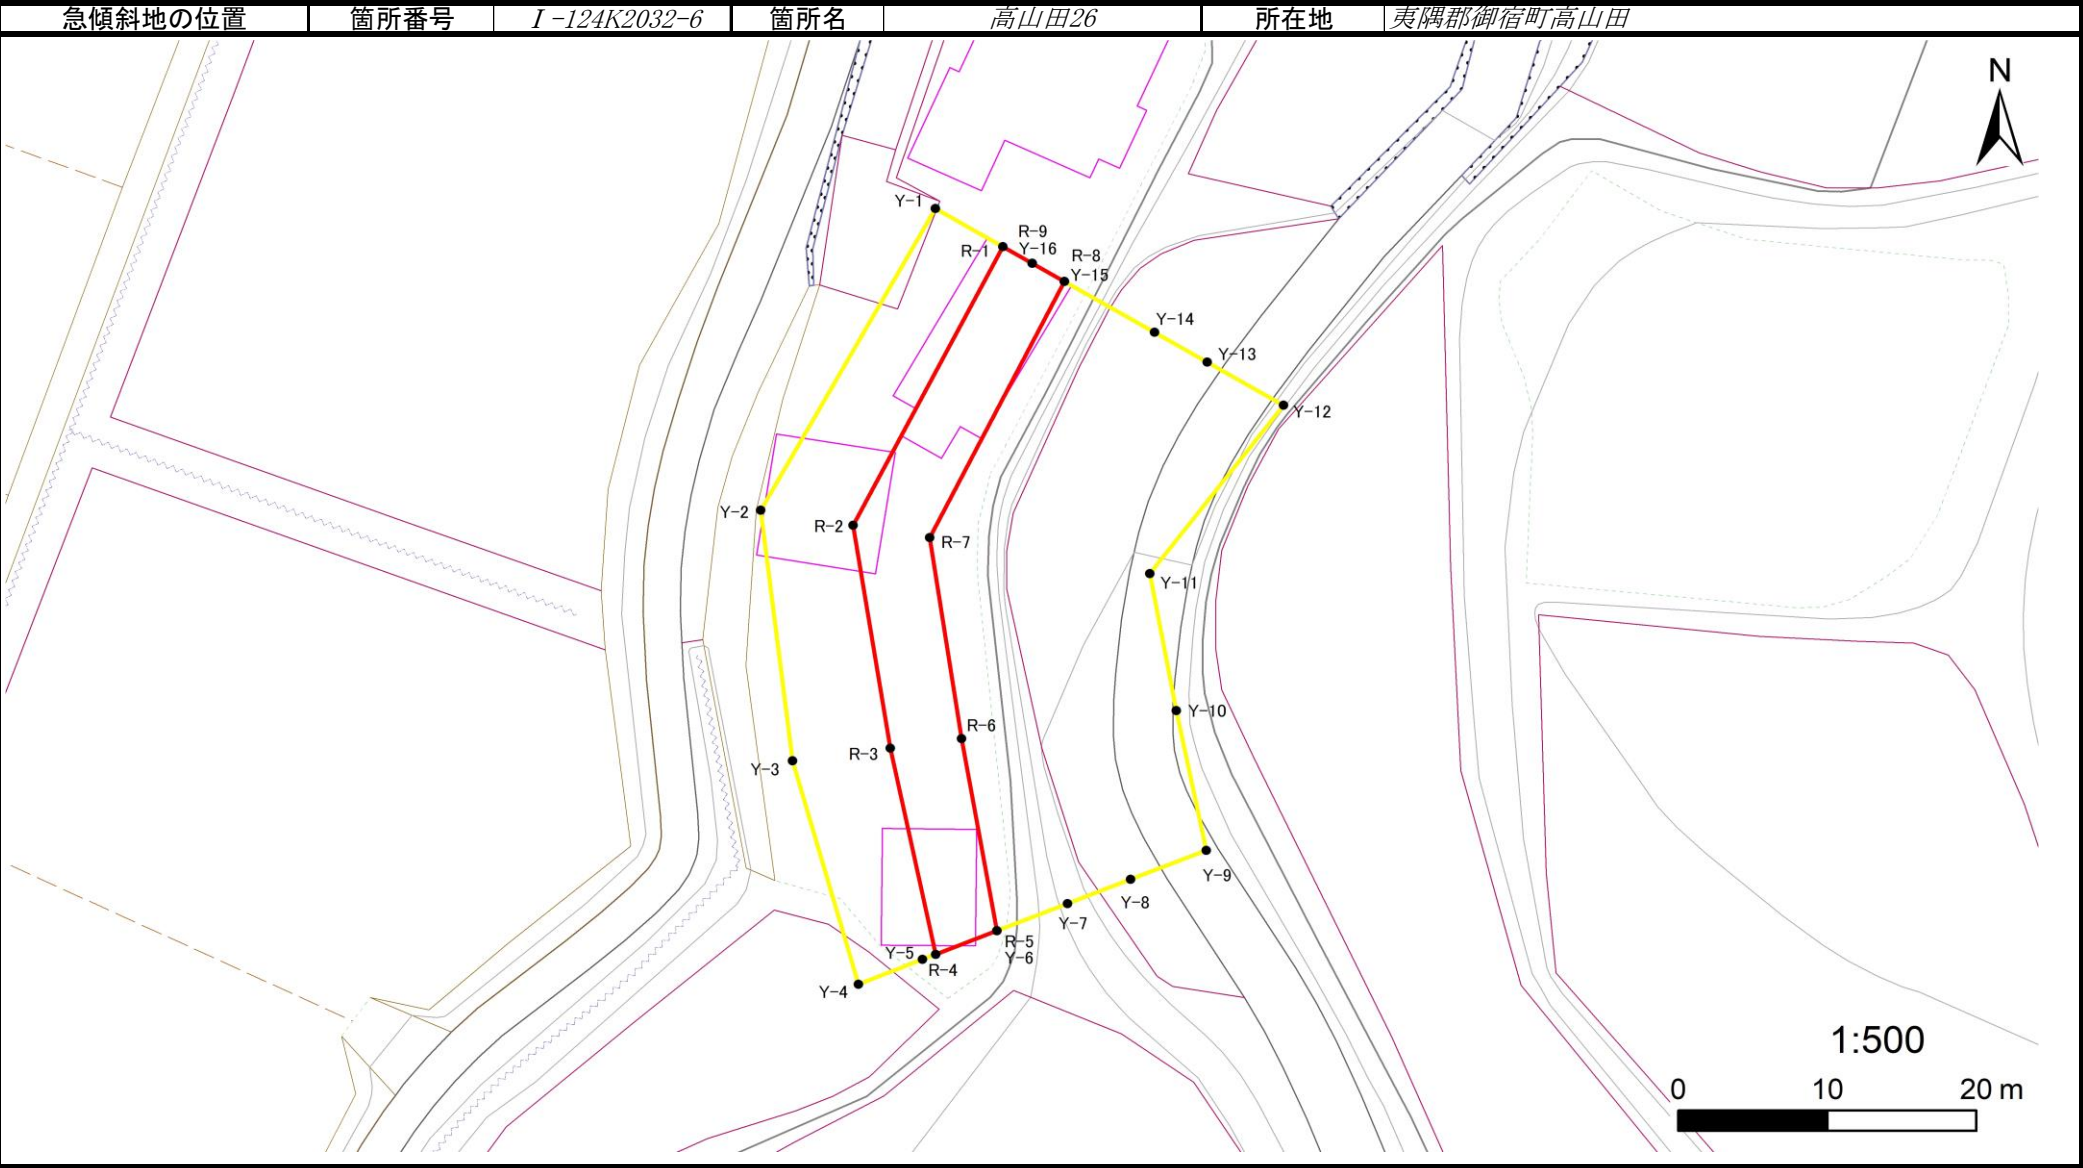 急傾斜地の位置 箇所番号 Ⅰ-124K2032-6 箇所名 高山田26 所在地 夷隅郡御宿町高山田
N
Y-1
R-9
R-1 Y-16 R-8
Y-15
Y-14
Y-13
Y-12
Y-2
R-2
R-7
Y-11
Y-10
R-6
R-3
Y-3
Y-9
Y-8
Y-7
R-5
Y-5
Y-6
R-4
Y-4
1:500
0 10 20 m